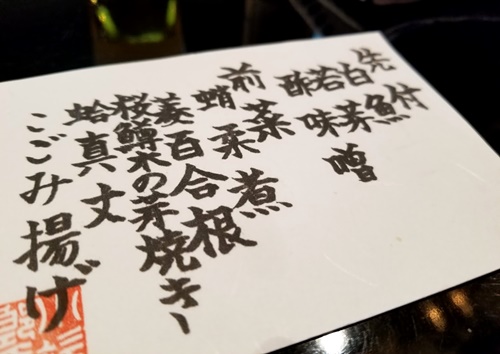 先付
白魚
若芽
酢味噌
前菜
蛸柔煮
姜百合根
桜鱒木の芽焼き
蛤真丈
こごみ揚げ